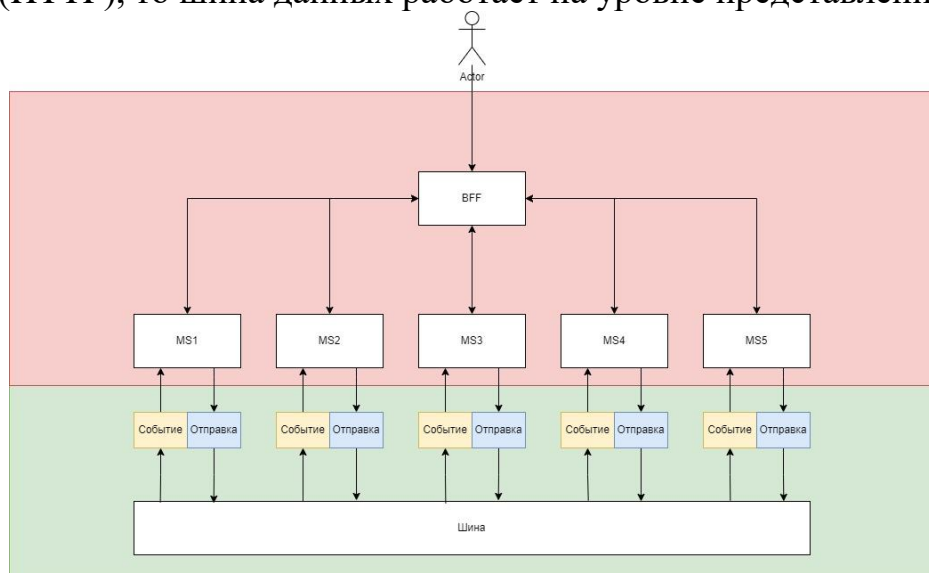 (HTTP), то шина данных работает на уровне представлени
Actor
BFF
MS1 MS2 MS3 MS4 MS5
Событие Отправка Событие Отправка Событие Отправка Событие Отправка Событие Отправка
Шина